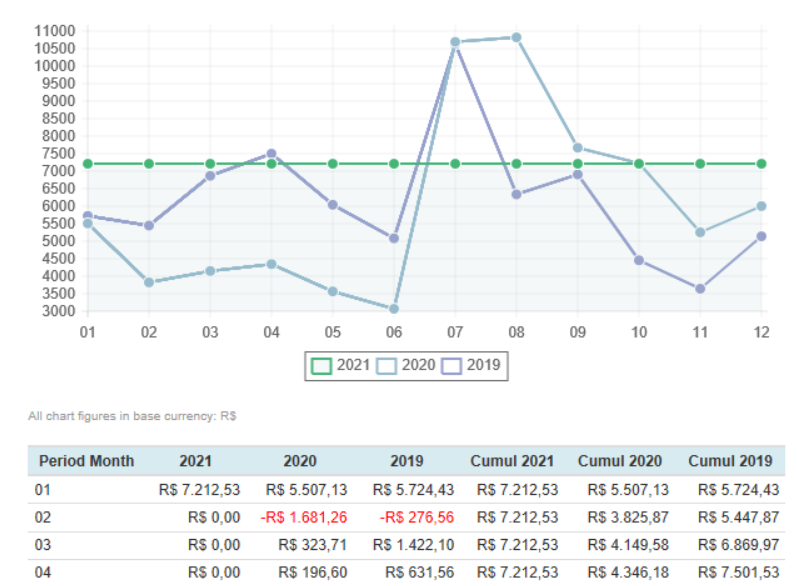 11000
10500
10000
9500
9000
8500
8000
7500
7000
6500
6000
5500
5000
4500
4000
3500
3000
01 02 03 04 05 06 07 08 09 10 11 12
2021 2020 2019
All chart figures in base currency: R$
Period Month 2021 2020 2019 Cumul 2021 Cumul 2020 Cumul 2019
01 R$ 7.212,53 R$ 5.507,13 R$ 5.724,43 R$ 7.212,53 R$ 5.507,13 R$ 5.724,43
02 R$ 0,00 -R$ 1.681,26 -R$ 276,56 R$ 7.212,53 R$ 3.825,87 R$ 5.447,87
03 R$ 0,00 R$ 323,71 R$ 1.422,10 R$ 7.212,53 R$ 4.149,58 R$ 6.869,97
04 R$ 0,00 R$ 196,60 R$ 631,56 R$ 7.212,53 R$ 4.346,18 R$ 7.501,53